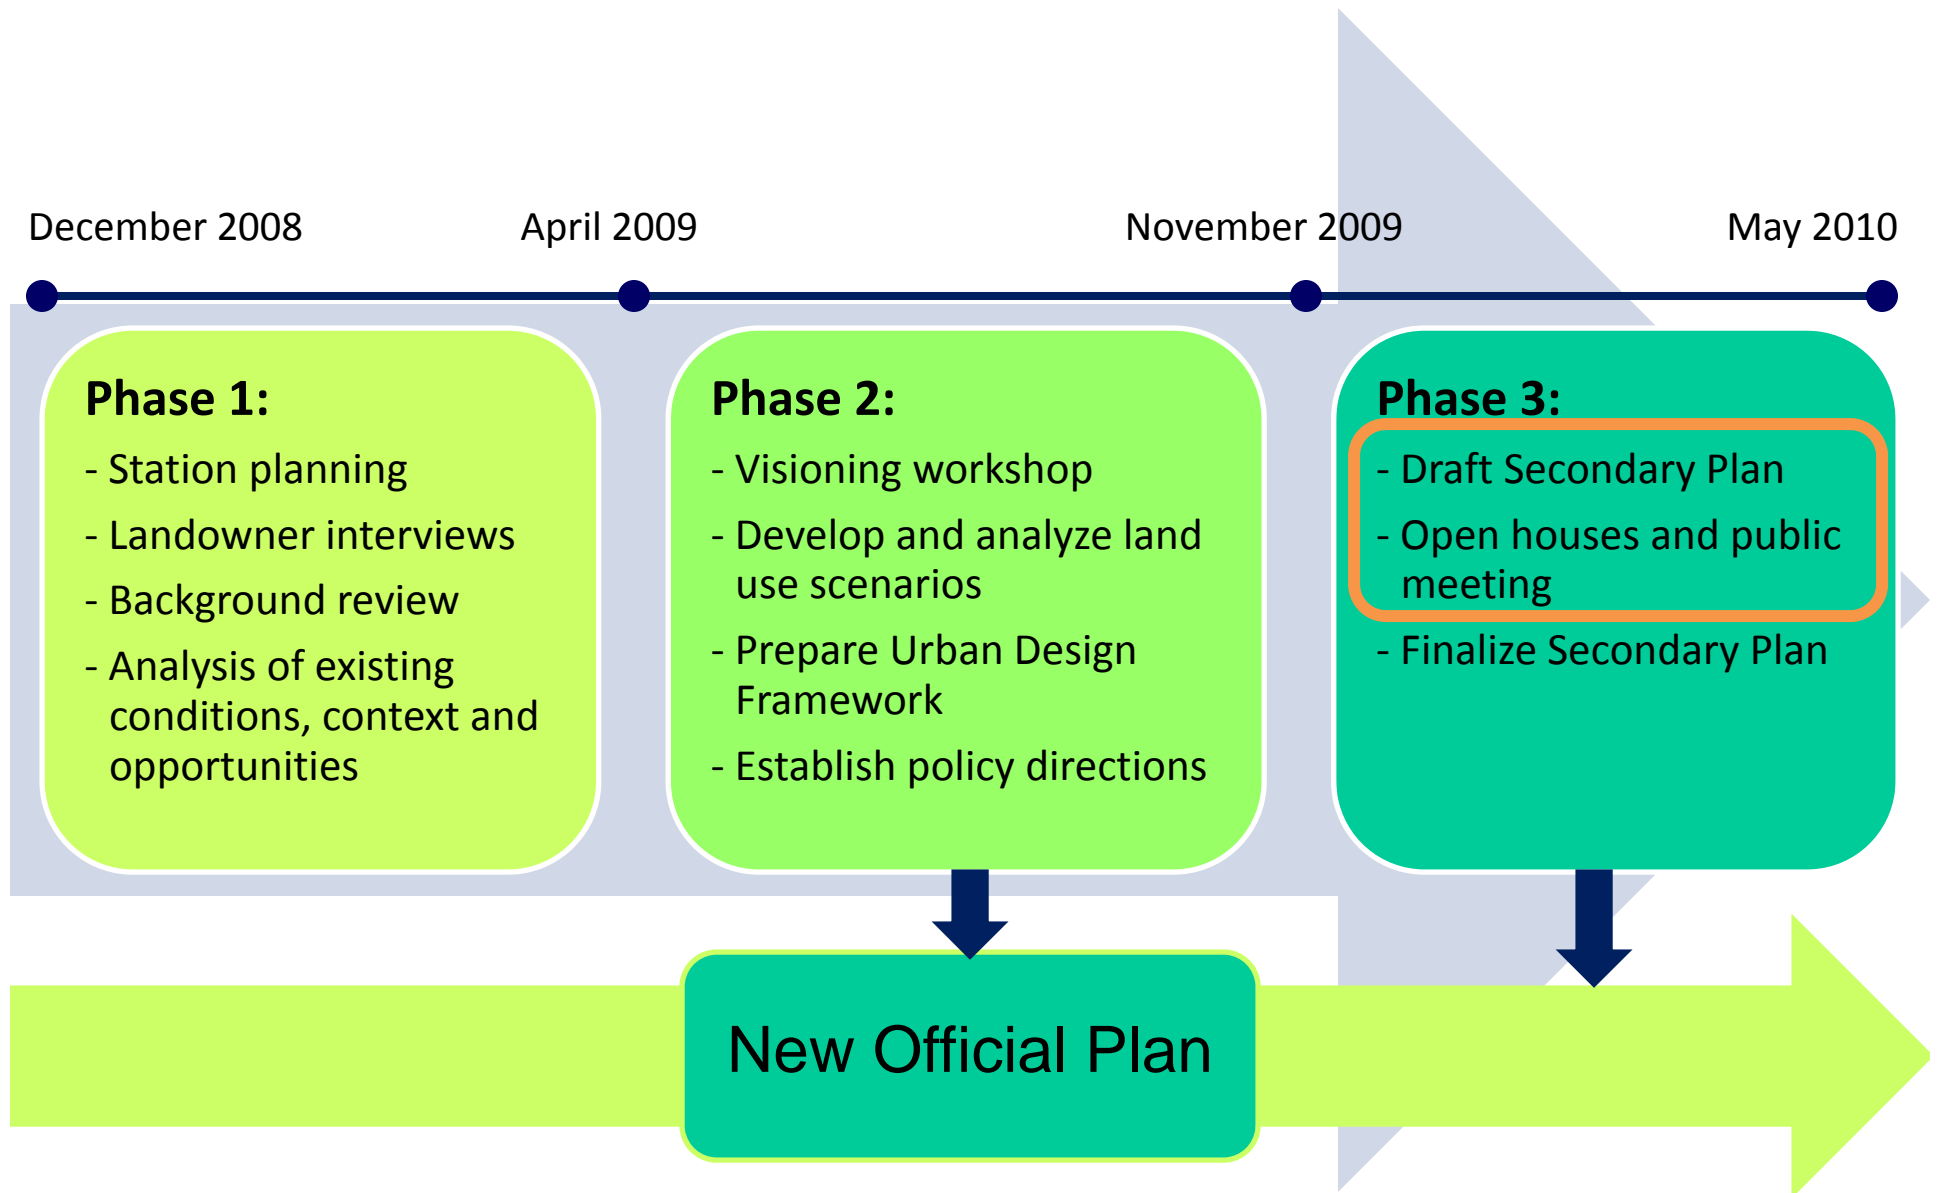 December 2008
April 2009
November 2009
May 2010
Phase 1:
- Station planning
- Landowner interviews
- Background review
- Analysis of existing
conditions, context and
opportunities
Phase 2:
- Visioning workshop
- Develop and analyze land
use scenarios
- Prepare Urban Design
Framework
- Establish policy directions
Phase 3:
- Draft Secondary Plan
- Open houses and public
meeting
- Finalize Secondary Plan
New Official Plan